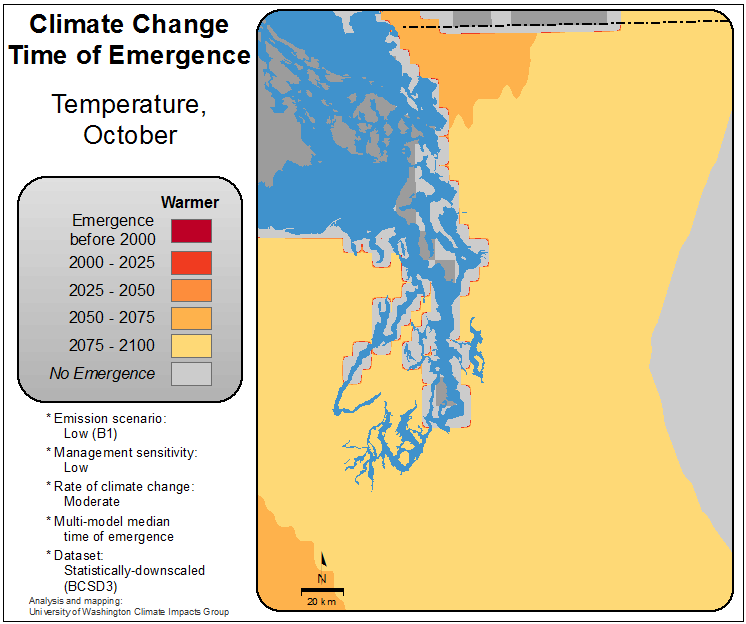 Climate Change
Time of Emergence
Temperature,
October
Warmer
Emergence
before 2000
2000 - 2025
2025 - 2050
2050 - 2075
2075 - 2100
No Emergence
* Emission scenario:
Low (B1)
* Management sensitivity:
Low
* Rate of climate change:
Moderate
* Multi-model median
time of emergence
* Dataset:
Statistically-downscaled
(BCSD3)
Analysis and mapping:
University of Washington Climate Impacts Group
N
20 km